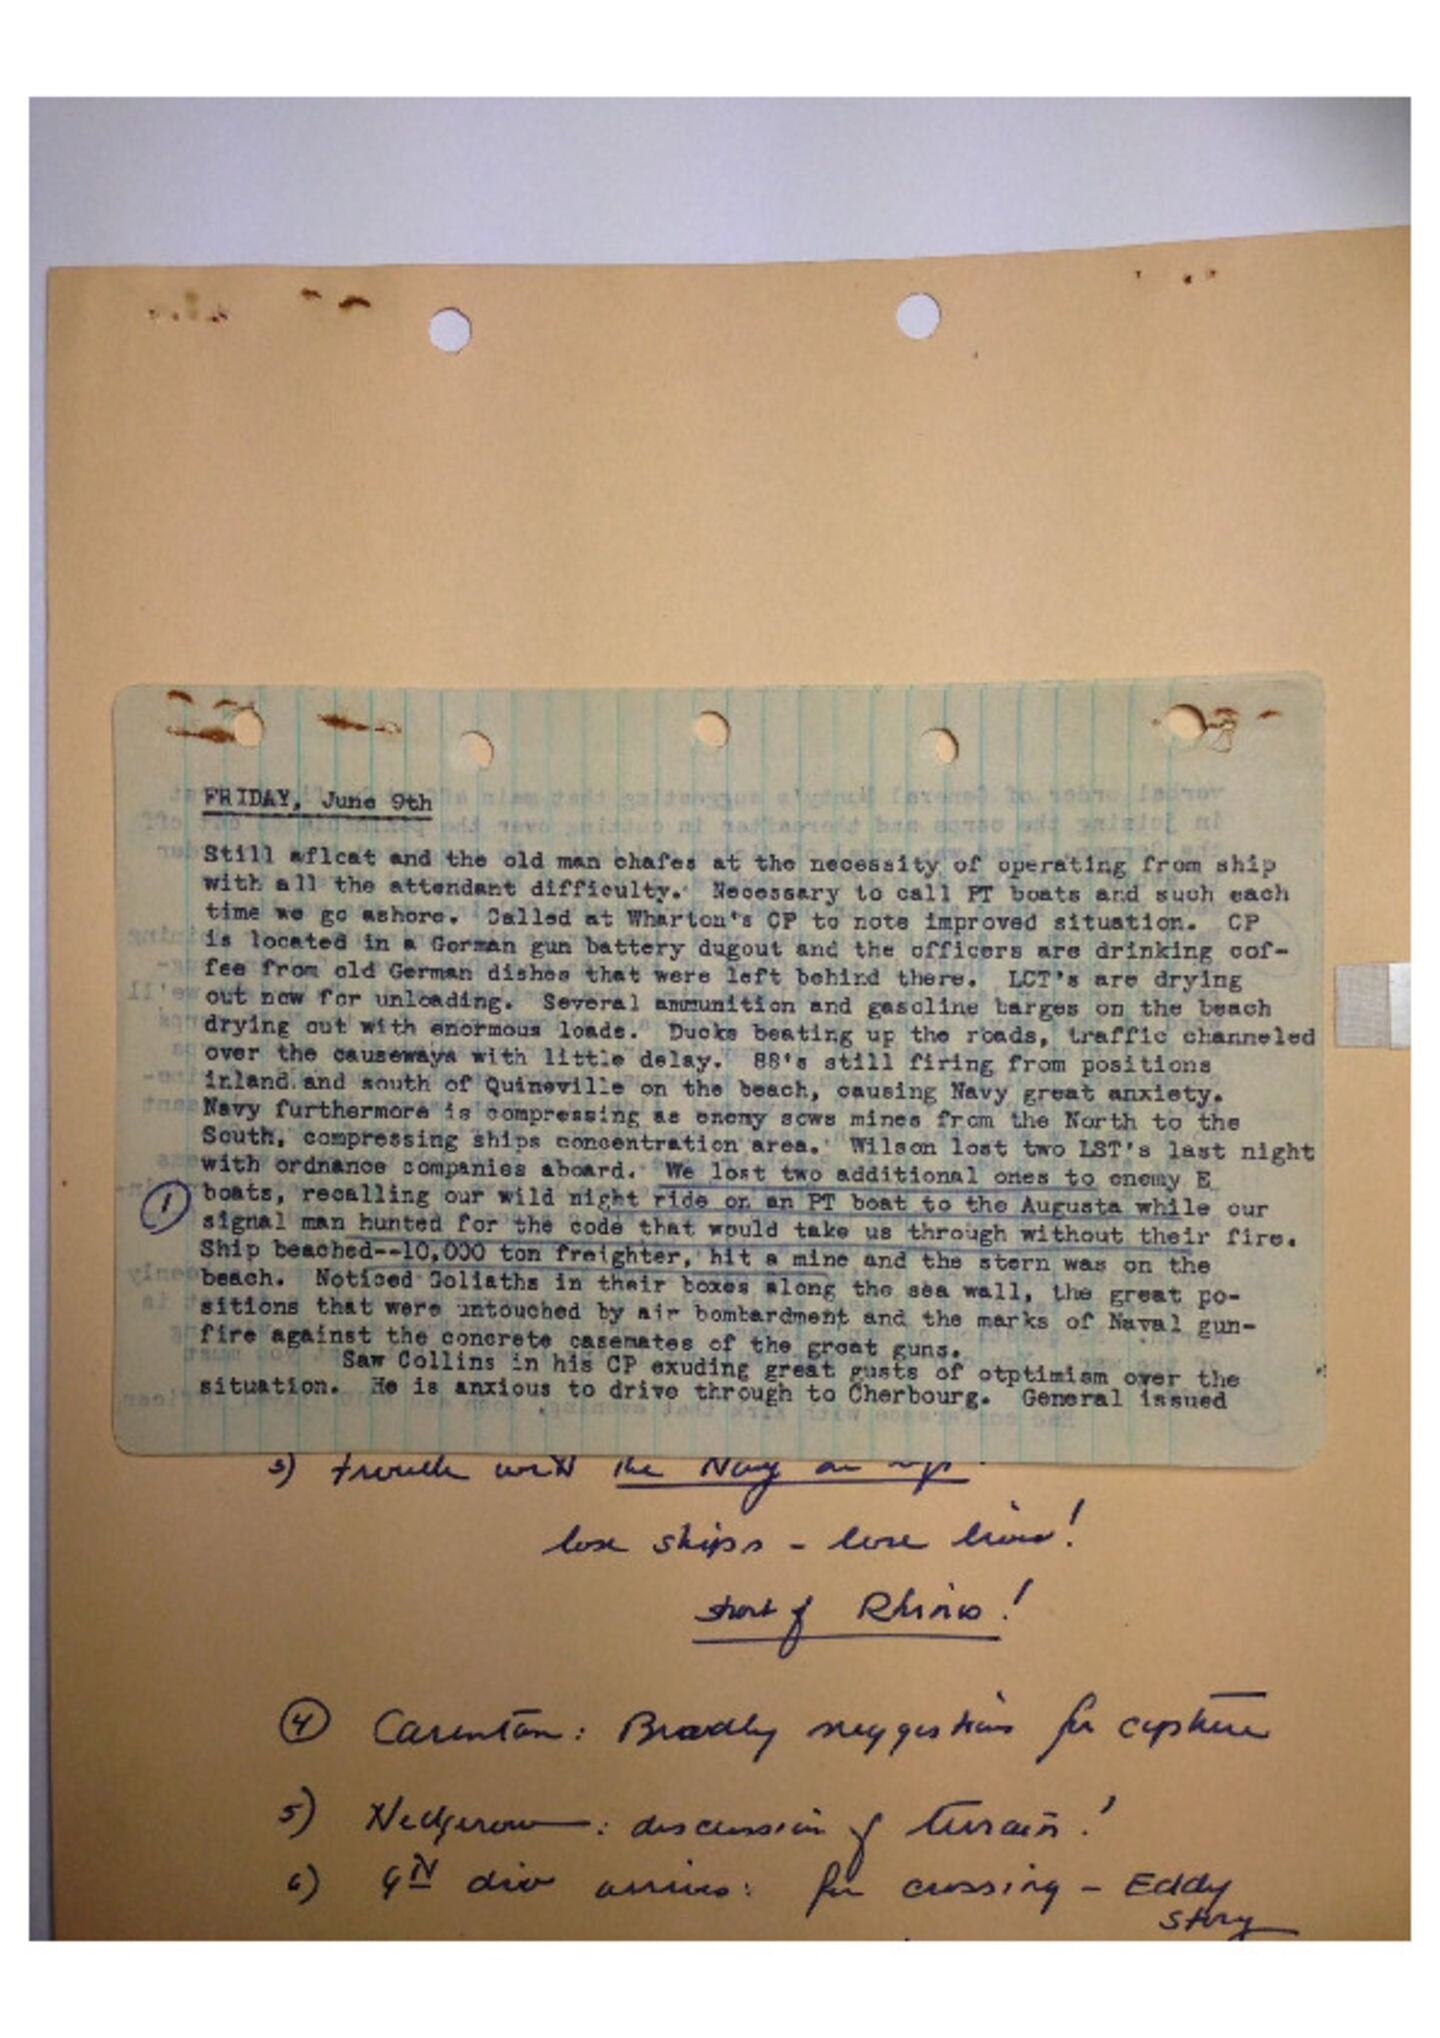 FRIDAY, June 9th
Still aflcat and the old man chafes at the necessity of operating from ship
with all the attendant difficulty. Necessary to call PT boats and such each
time we go ashore. Called at Wharton's CP to note improved situation. CP
is located in a German gun battery dugout and the officers are drinking cof-
fee from old German dishes that were left behind there. LCT's are drying
out now for unloading. Several ammunition and gasoline barges on the beach
drying out with enormous loads. Ducks beating up the roads, traffic channeled
over the causeways with little delay. 88's still firing from positions
inland and south of Quineville on the beach, causing Navy great anxiety.
Navy furthermore is compressing as enemy sows mines from the North to the
South, compressing ships concentration area. Wilson lost two LST's last night
with ordnance companies aboard. We lost two additional ones to enemy E
① boats, recalling our wild night ride on an PT boat to the Augusta while our
signal man hunted for the code that would take us through without their fire.
Ship beached--10,000 ton freighter, hit a mine and the stern was on the
beach. Noticed Goliaths in their boxes along the sea wall, the great po-
sitions that were untouched by air bombardment and the marks of Naval gun-
fire against the concrete casemates of the great guns.
Saw Collins in his CP exuding great gusts of otptimism over the
situation. He is anxious to drive through to Cherbourg. General issued
3) trouble with the Navy on
lose ships - lose lives!
short of Rhinos!
④ Carentan: Bradly suggestions for capture
5) Hedgerow: discussion of terrain!
6) 9th div arrives: for crossing - Eddy
story